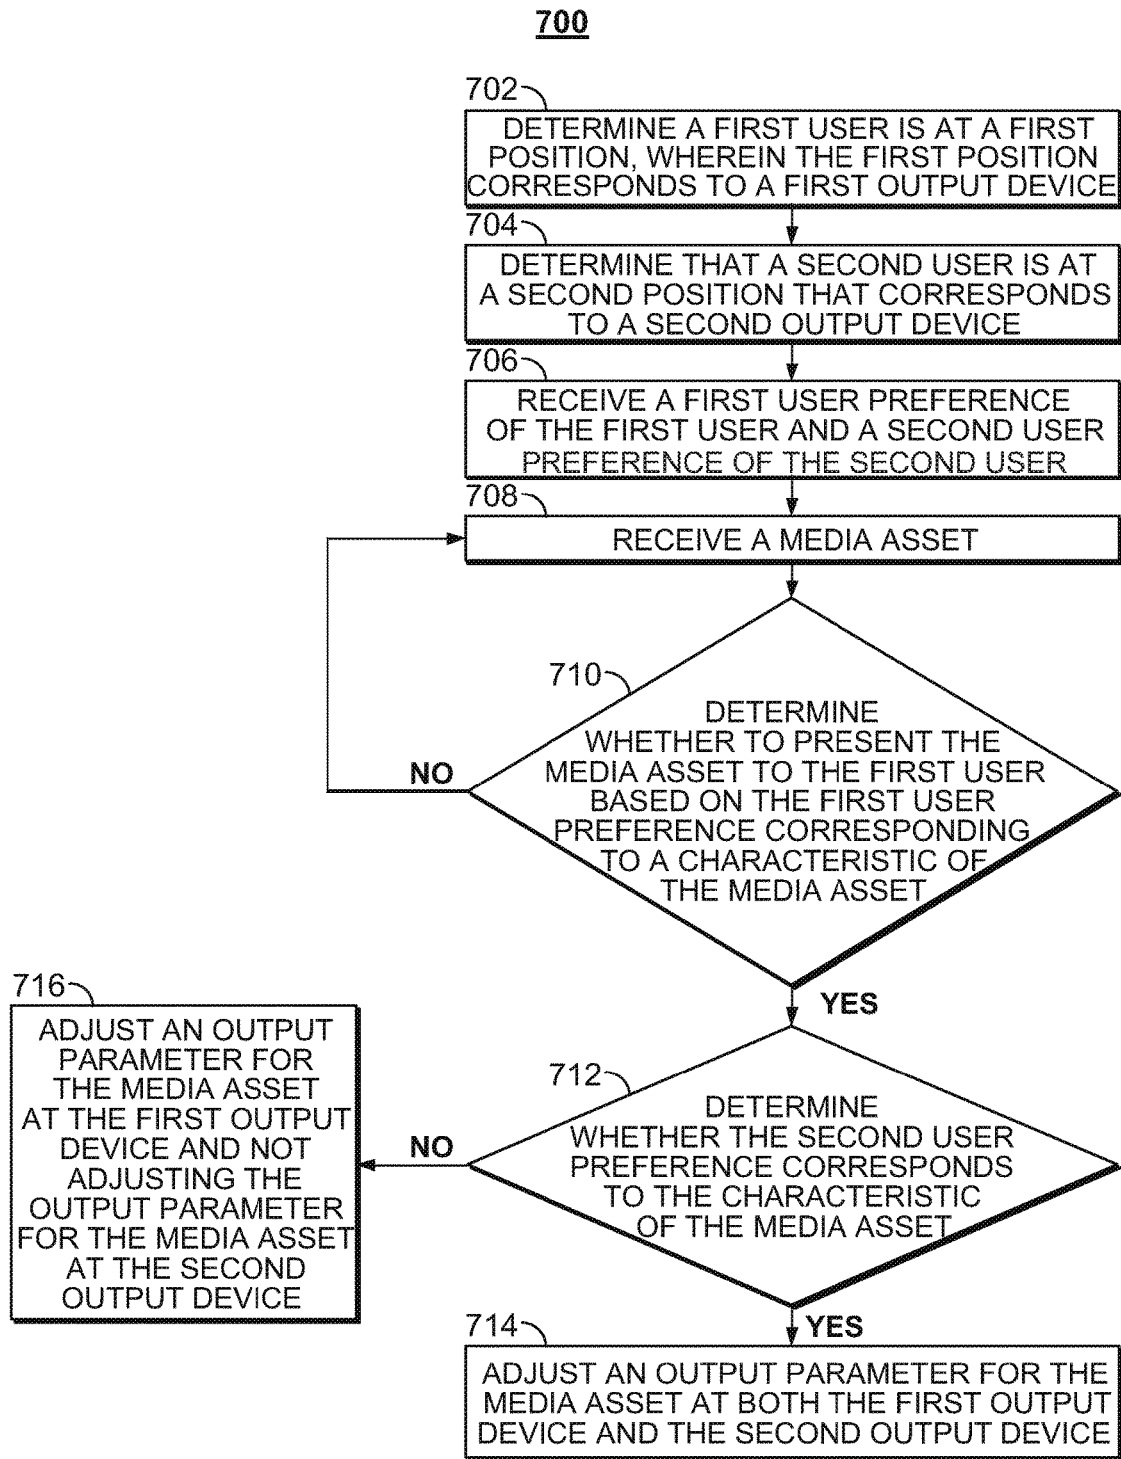 700
702
DETERMINE A FIRST USER IS AT A FIRST
POSITION, WHEREIN THE FIRST POSITION
CORRESPONDS TO A FIRST OUTPUT DEVICE
704
DETERMINE THAT A SECOND USER IS AT
A SECOND POSITION THAT CORRESPONDS
TO A SECOND OUTPUT DEVICE
706
RECEIVE A FIRST USER PREFERENCE
OF THE FIRST USER AND A SECOND USER
PREFERENCE OF THE SECOND USER
708
RECEIVE A MEDIA ASSET
710
DETERMINE
WHETHER TO PRESENT THE
MEDIA ASSET TO THE FIRST USER
BASED ON THE FIRST USER
PREFERENCE CORRESPONDING
TO A CHARACTERISTIC OF
THE MEDIA ASSET
NO
YES
712
DETERMINE
WHETHER THE SECOND USER
PREFERENCE CORRESPONDS
TO THE CHARACTERISTIC
OF THE MEDIA ASSET
NO
YES
716
ADJUST AN OUTPUT
PARAMETER FOR
THE MEDIA ASSET
AT THE FIRST OUTPUT
DEVICE AND NOT
ADJUSTING THE
OUTPUT PARAMETER
FOR THE MEDIA ASSET
AT THE SECOND
OUTPUT DEVICE
714
ADJUST AN OUTPUT PARAMETER FOR THE
MEDIA ASSET AT BOTH THE FIRST OUTPUT
DEVICE AND THE SECOND OUTPUT DEVICE